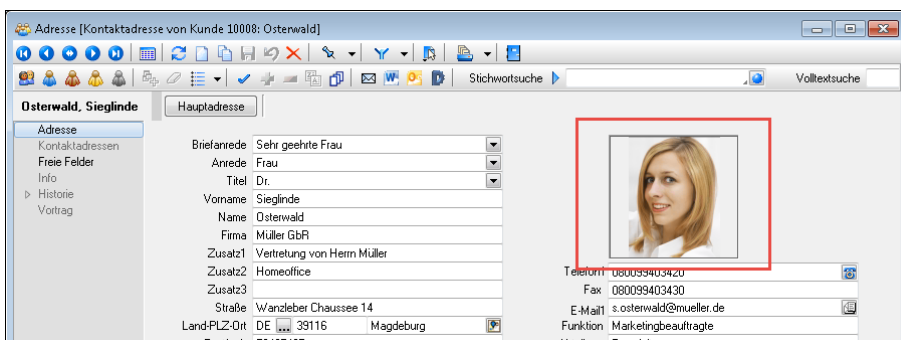 Adresse [Kontaktadresse von Kunde 10008: Osterwald]
Stichwortsuche Volltextsuche
Osterwald, Sieglinde Hauptadresse
Adresse
Kontaktadressen
Freie Felder
Info
Historie
Vortrag
Briefanrede Sehr geehrte Frau
Anrede Frau
Titel Dr.
Vorname Sieglinde
Name Osterwald
Firma Müller GbR
Zusatz1 Vertretung von Herrn Müller
Zusatz2 Homeoffice
Zusatz3
Straße Wanzleber Chaussee 14
Land-PLZ-Ort DE ... 39116 Magdeburg
Telefon1 080099403420
Fax 080099403430
E-Mail1 s.osterwald@mueller.de
Funktion Marketingbeauftragte